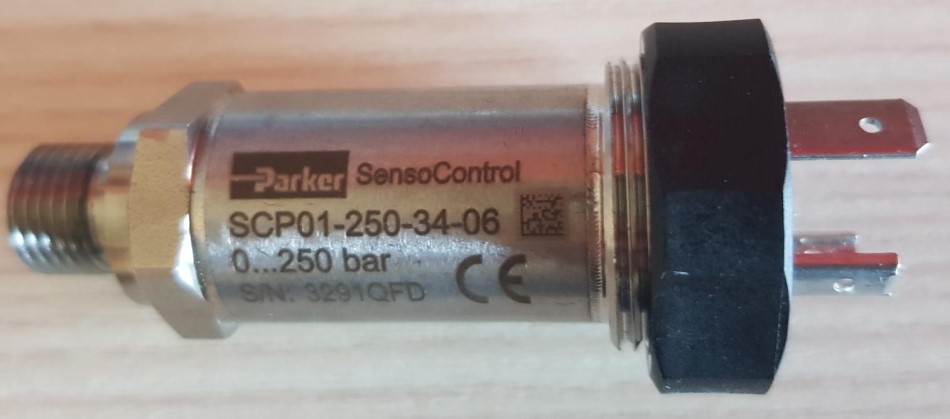 Parker SensoControl
SCP01-250-34-06
0...250 bar
S/N: 3291QFD
CE